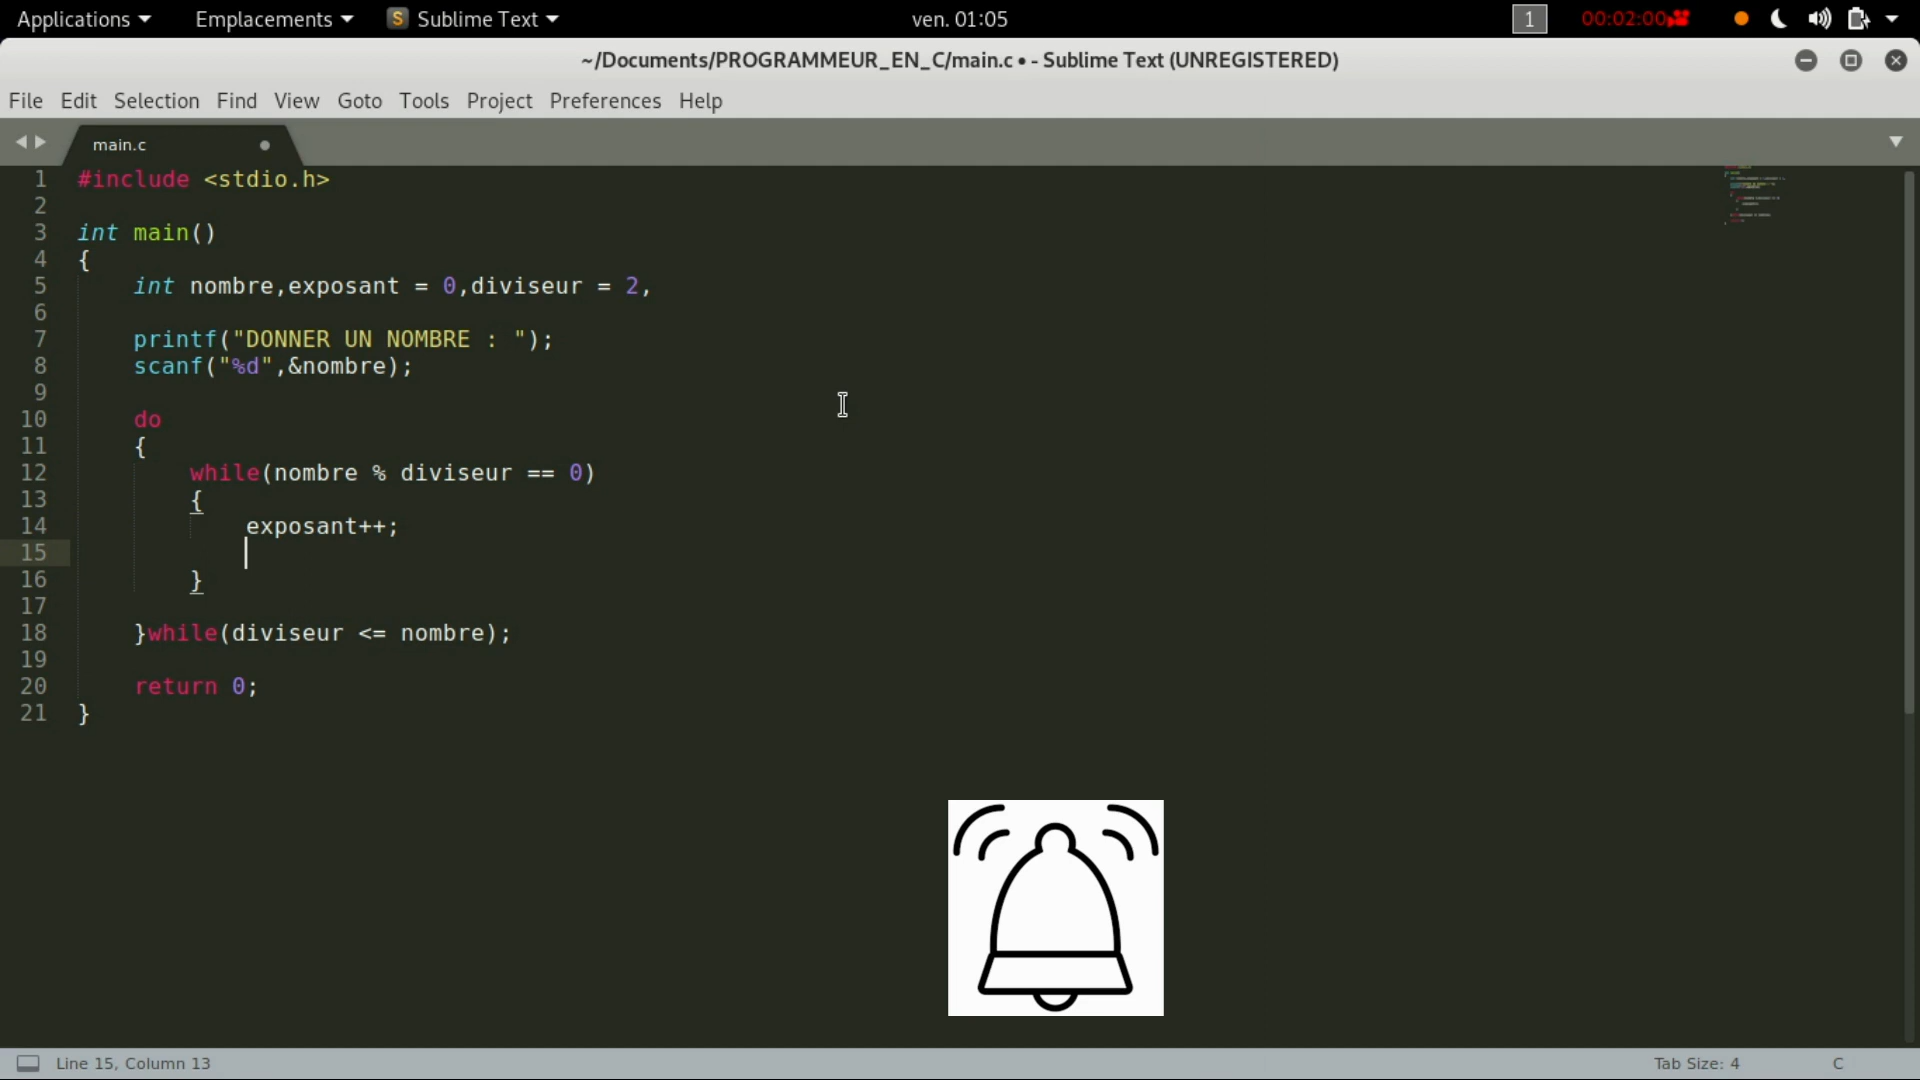 Applications Emplacements Sublime Text ven. 01:05 1 00:02:00
~/Documents/PROGRAMMEUR_EN_C/main.c • - Sublime Text (UNREGISTERED)
File Edit Selection Find View Goto Tools Project Preferences Help
main.c
1 #include <stdio.h>
2
3 int main()
4 {
5 int nombre,exposant = 0,diviseur = 2,
6
7 printf("DONNER UN NOMBRE : ");
8 scanf("%d",&nombre);
9
10 do
11 {
12 while(nombre % diviseur == 0)
13 {
14 exposant++;
15
16 }
17
18 }while(diviseur <= nombre);
19
20 return 0;
21 }
Line 15, Column 13 Tab Size: 4 C